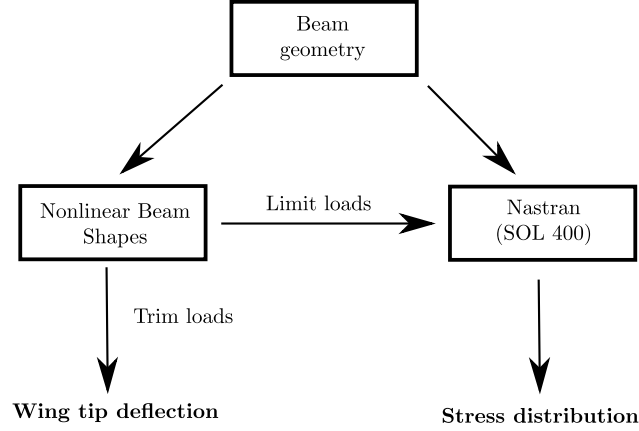 Beam
geometry
Nonlinear Beam
Shapes
Limit loads
Nastran
(SOL 400)
Trim loads
Wing tip deflection
Stress distribution